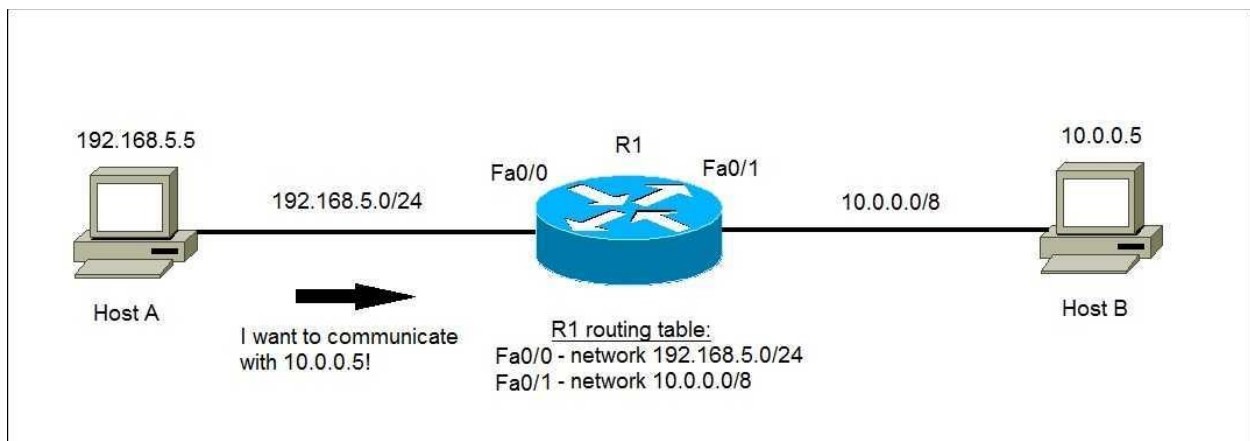 192.168.5.5
10.0.0.5
R1
Fa0/0
Fa0/1
192.168.5.0/24
10.0.0.0/8
Host A
Host B
I want to communicate
with 10.0.0.5!
R1 routing table:
Fa0/0 - network 192.168.5.0/24
Fa0/1 - network 10.0.0.0/8